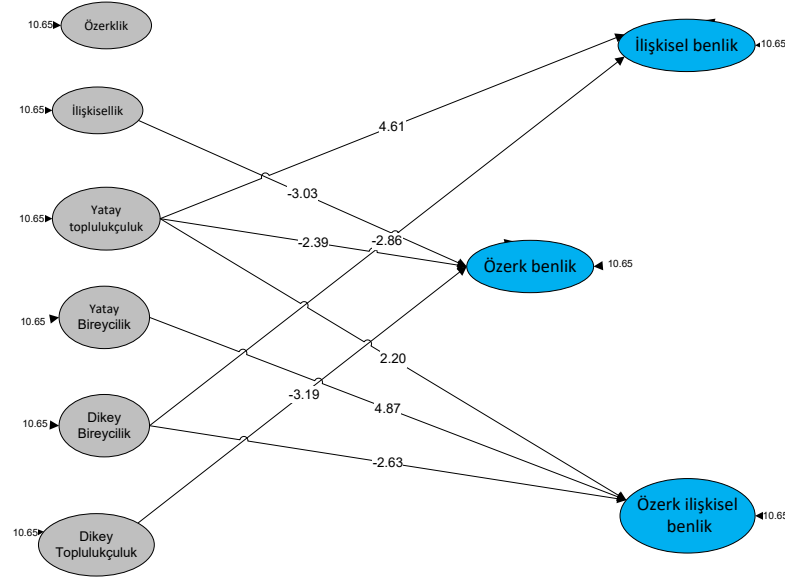 10.65
Özerklik
İlişkisel benlik
10.65
10.65
İlişkisellik
4.61
-3.03
10.65
Yatay
toplulukçuluk
-2.39
-2.86
Özerk benlik
10.65
10.65
Yatay
Bireycilik
2.20
-3.19
4.87
10.65
Dikey
Bireycilik
-2.63
Özerk ilişkisel
benlik
10.65
10.65
Dikey
Toplulukçuluk